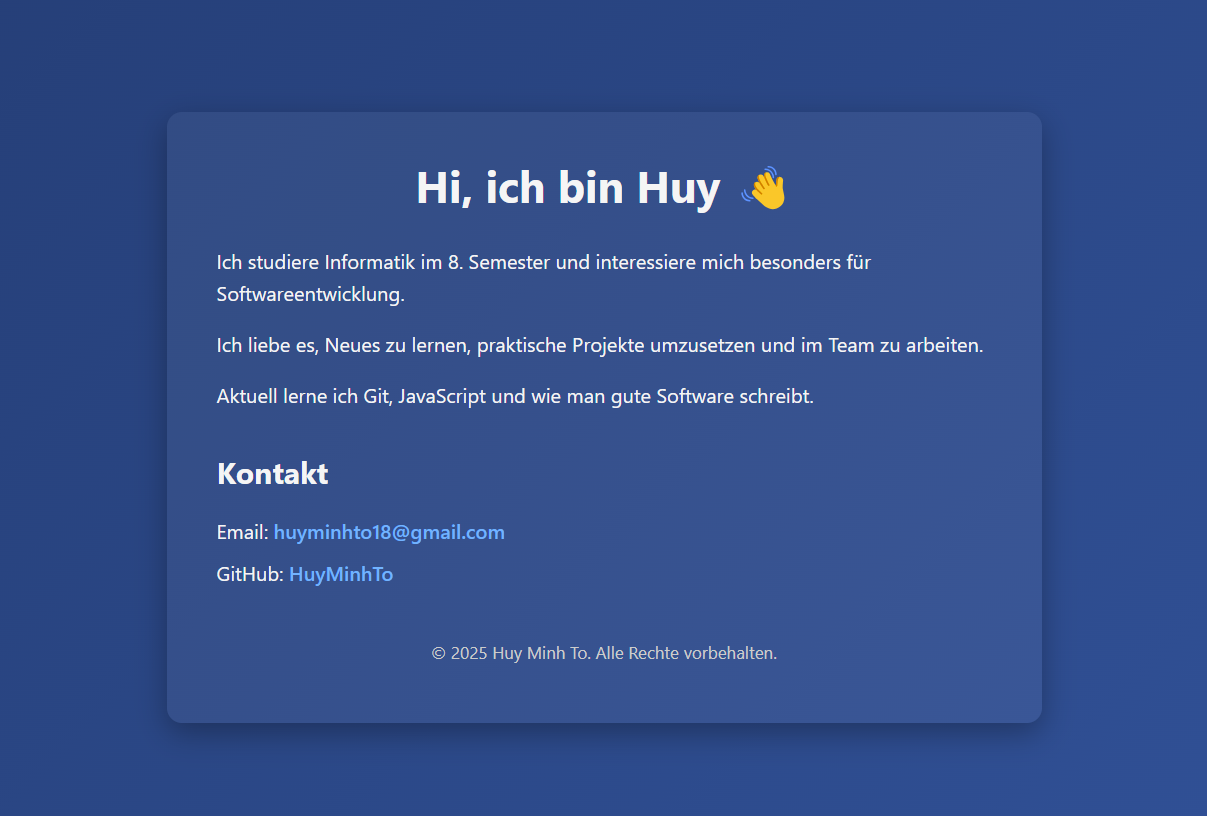 Hi, ich bin Huy 👋
Ich studiere Informatik im 8. Semester und interessiere mich besonders für
Softwareentwicklung.
Ich liebe es, Neues zu lernen, praktische Projekte umzusetzen und im Team zu arbeiten.
Aktuell lerne ich Git, JavaScript und wie man gute Software schreibt.
Kontakt
Email: huyminhto18@gmail.com
GitHub: HuyMinhTo
© 2025 Huy Minh To. Alle Rechte vorbehalten.